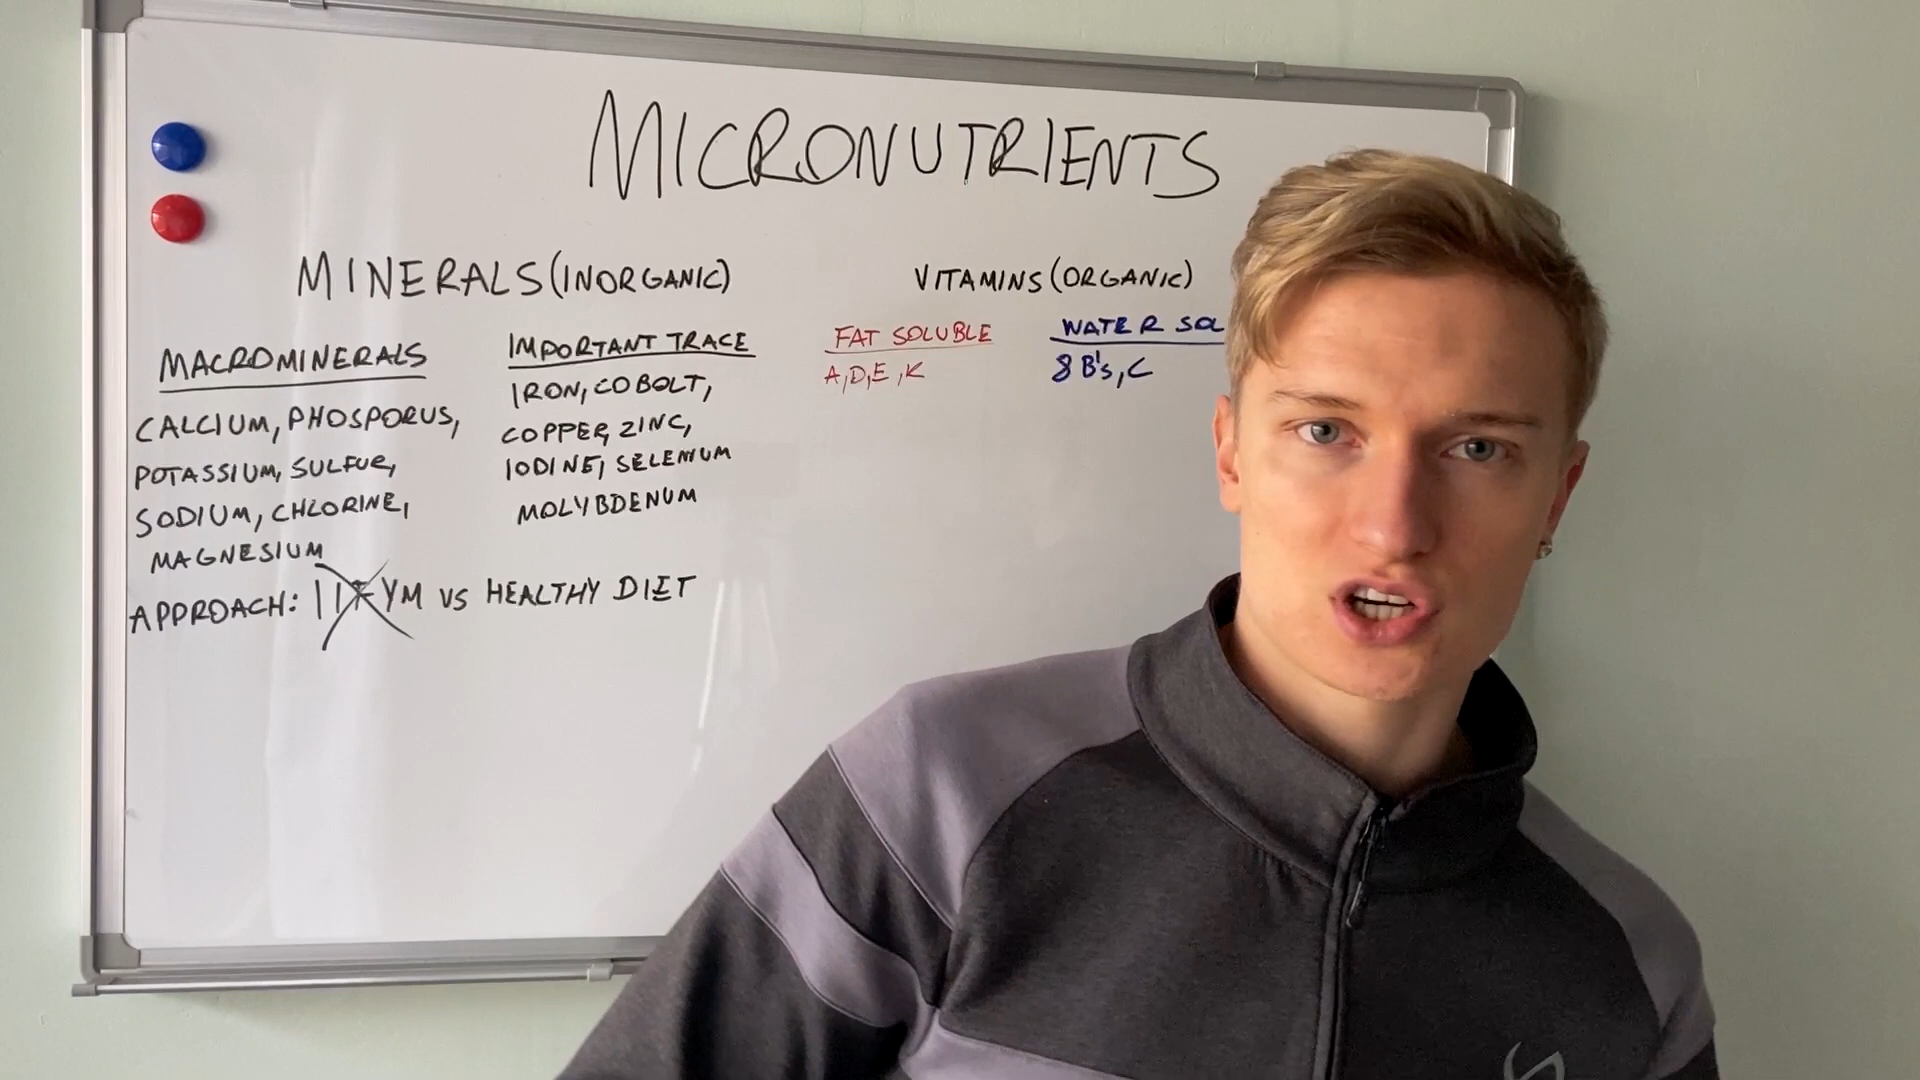 MICRONUTRIENTS
MINERALS (INORGANIC)
VITAMINS (ORGANIC)
MACROMINERALS
CALCIUM, PHOSPORUS,
POTASSIUM, SULFUR,
SODIUM, CHLORINE,
MAGNESIUM
IMPORTANT TRACE
IRON, COBOLT,
COPPER, ZINC,
IODINE, SELENIUM
MOLYBDENUM
FAT SOLUBLE
A, D, E, K
WATER SOL
8 B's, C
APPROACH: IIFYM VS HEALTHY DIET